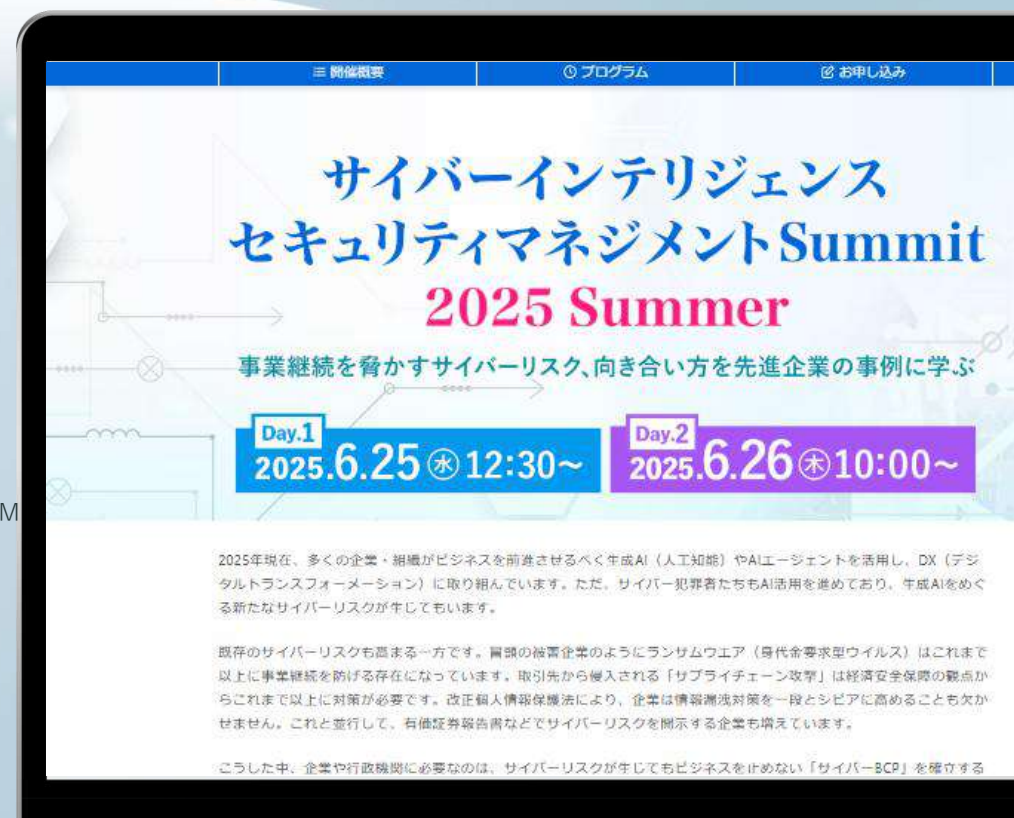 開催概要
プログラム
お申し込み
サイバーインテリジェンス
セキュリティマネジメントSummit
2025 Summer
事業継続を脅かすサイバーリスク、向き合い方を先進企業の事例に学ぶ
Day.1
2025.6.25㊌12:30~
Day.2
2025.6.26㊍10:00~
M
2025年現在、多くの企業・組織がビジネスを前進させるべく生成AI（人工知能）やAIエージェントを活用し、DX（デジ
タルトランスフォーメーション）に取り組んでいます。ただ、サイバー犯罪者たちもAI活用を進めており、生成AIをめぐ
る新たなサイバーリスクが生じてもいます。
既存のサイバーリスクも高まる一方です。冒頭の被害企業のようにランサムウエア（身代金要求型ウイルス）はこれまで
以上に事業継続を妨げる存在になっています。取引先から侵入される「サプライチェーン攻撃」は経済安全保障の観点か
らこれまで以上に対策が必要です。改正個人情報保護法により、企業は情報漏洩対策を一段とシビアに高めることも欠か
せません。これと並行して、有価証券報告書などでサイバーリスクを開示する企業も増えています。
こうした中、企業や行政機関に必要なのは、サイバーリスクが生じてもビジネスを止めない「サイバーBCP」を確立する